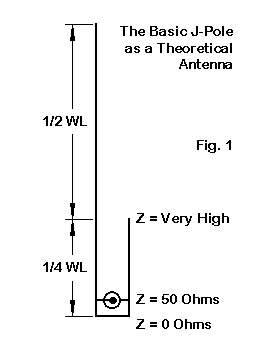 The Basic J-Pole
as a Theoretical
Antenna
1/2 WL
Fig. 1
Z = Very High
1/4 WL
Z = 50 Ohms
Z = 0 Ohms